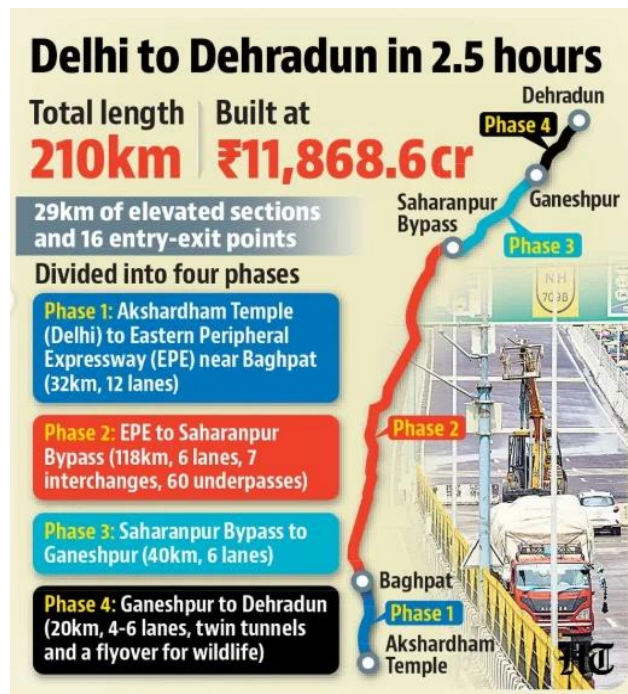 Delhi to Dehradun in 2.5 hours
Total length
210km
Built at
₹11,868.6cr
29km of elevated sections
and 16 entry-exit points
Divided into four phases
Phase 1: Akshardham Temple
(Delhi) to Eastern Peripheral
Expressway (EPE) near Baghpat
(32km, 12 lanes)
Phase 2: EPE to Saharanpur
Bypass (118km, 6 lanes, 7
interchanges, 60 underpasses)
Phase 3: Saharanpur Bypass to
Ganeshpur (40km, 6 lanes)
Phase 4: Ganeshpur to Dehradun
(20km, 4-6 lanes, twin tunnels
and a flyover for wildlife)
Dehradun
Phase 4
Ganeshpur
Saharanpur
Bypass
Phase 3
NH
709B
Phase 2
Baghpat
Phase 1
Akshardham
Temple
HT